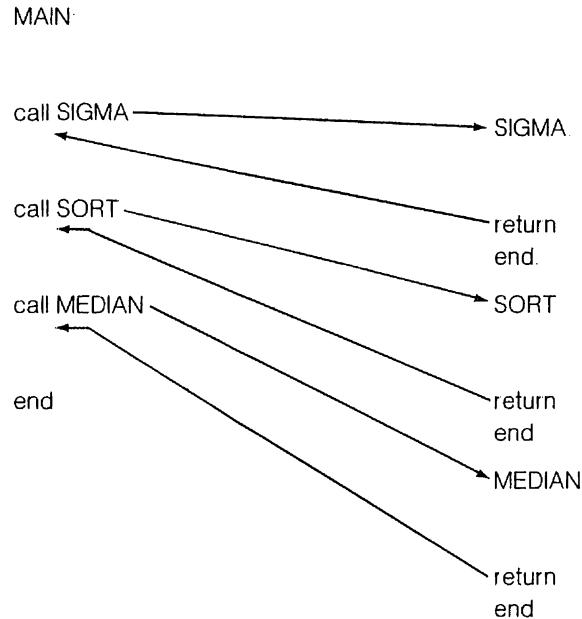 MAIN
call SIGMA
SIGMA
call SORT
return
end.
call MEDIAN
SORT
end
return
end
MEDIAN
return
end